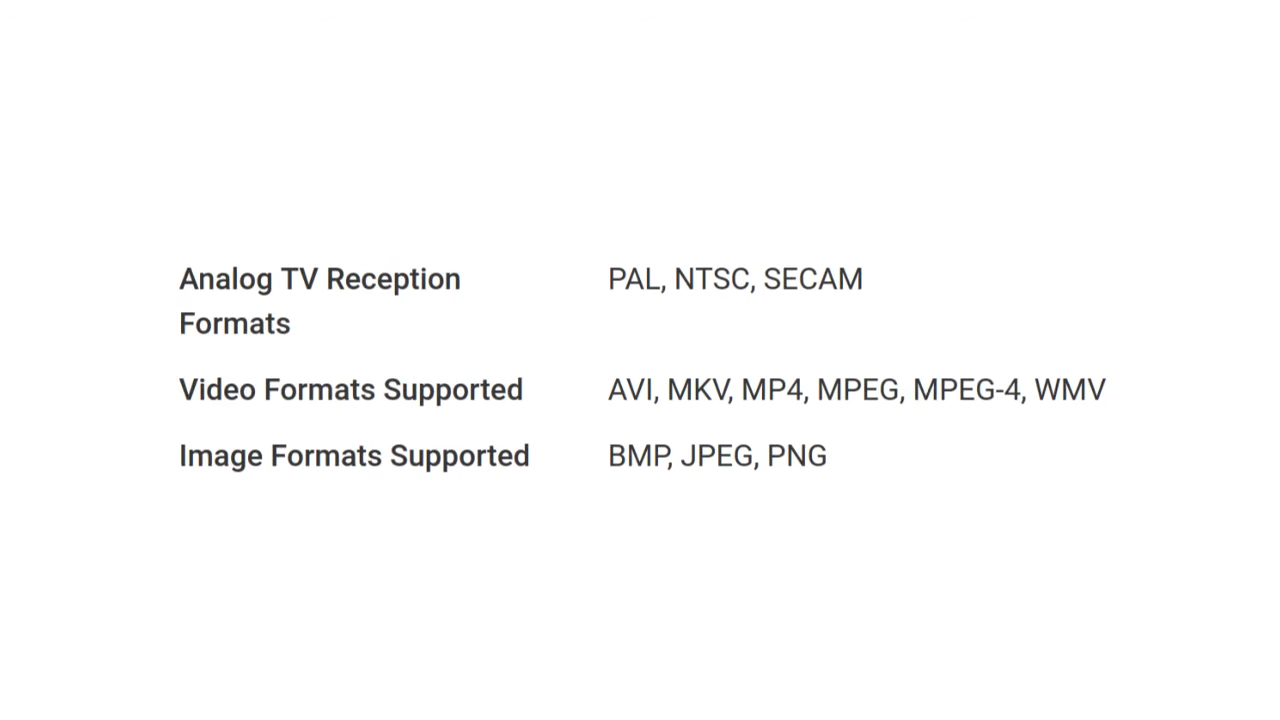 Analog TV Reception Formats PAL, NTSC, SECAM
Video Formats Supported AVI, MKV, MP4, MPEG, MPEG-4, WMV
Image Formats Supported BMP, JPEG, PNG